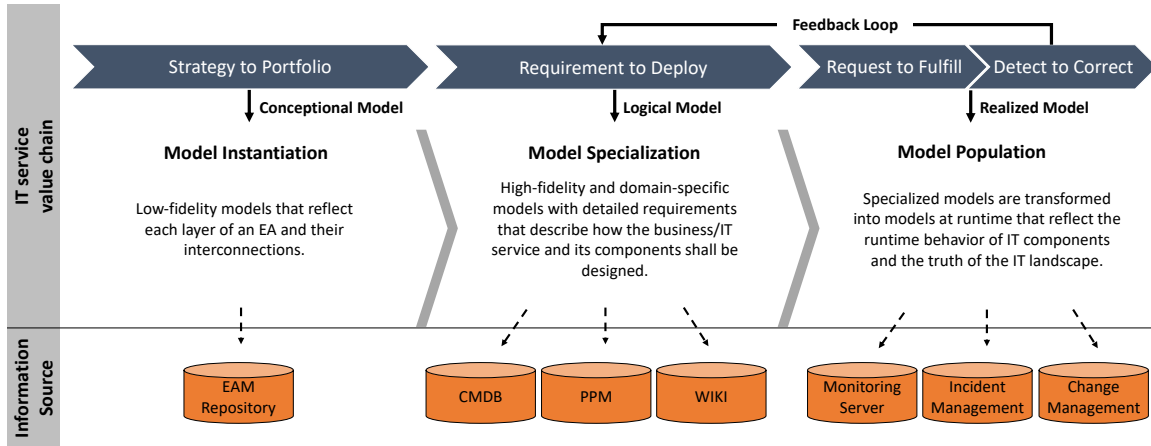 Feedback Loop
Strategy to Portfolio
Requirement to Deploy
Request to Fulfill
Detect to Correct
Conceptional Model
Logical Model
Realized Model
IT service
value chain
Model Instantiation
Low-fidelity models that reflect
each layer of an EA and their
interconnections.
Model Specialization
High-fidelity and domain-specific
models with detailed requirements
that describe how the business/IT
service and its components shall be
designed.
Model Population
Specialized models are transformed
into models at runtime that reflect the
runtime behavior of IT components
and the truth of the IT landscape.
Information
Source
EAM
Repository
CMDB
PPM
WIKI
Monitoring
Server
Incident
Management
Change
Management